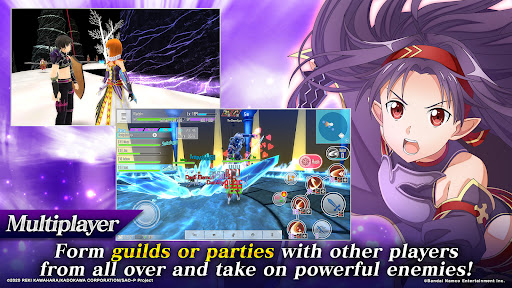 Multiplayer
Form guilds or parties with other players
from all over and take on powerful enemies!
©2020 REKI KAWAHARA/KADOKAWA CORPORATION/SAO-P Project
©Bandai Namco Entertainment Inc.